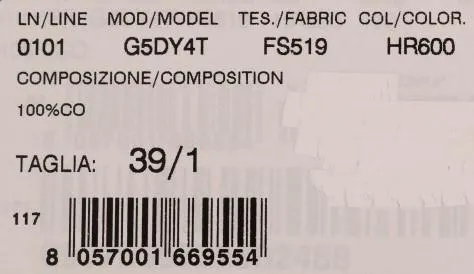 LN/LINE MOD/MODEL TES./FABRIC COL/COLOR.
0101 G5DY4T FS519 HR600
COMPOSIZIONE/COMPOSITION
100%CO
TAGLIA: 39/1
117
8 057001 669554